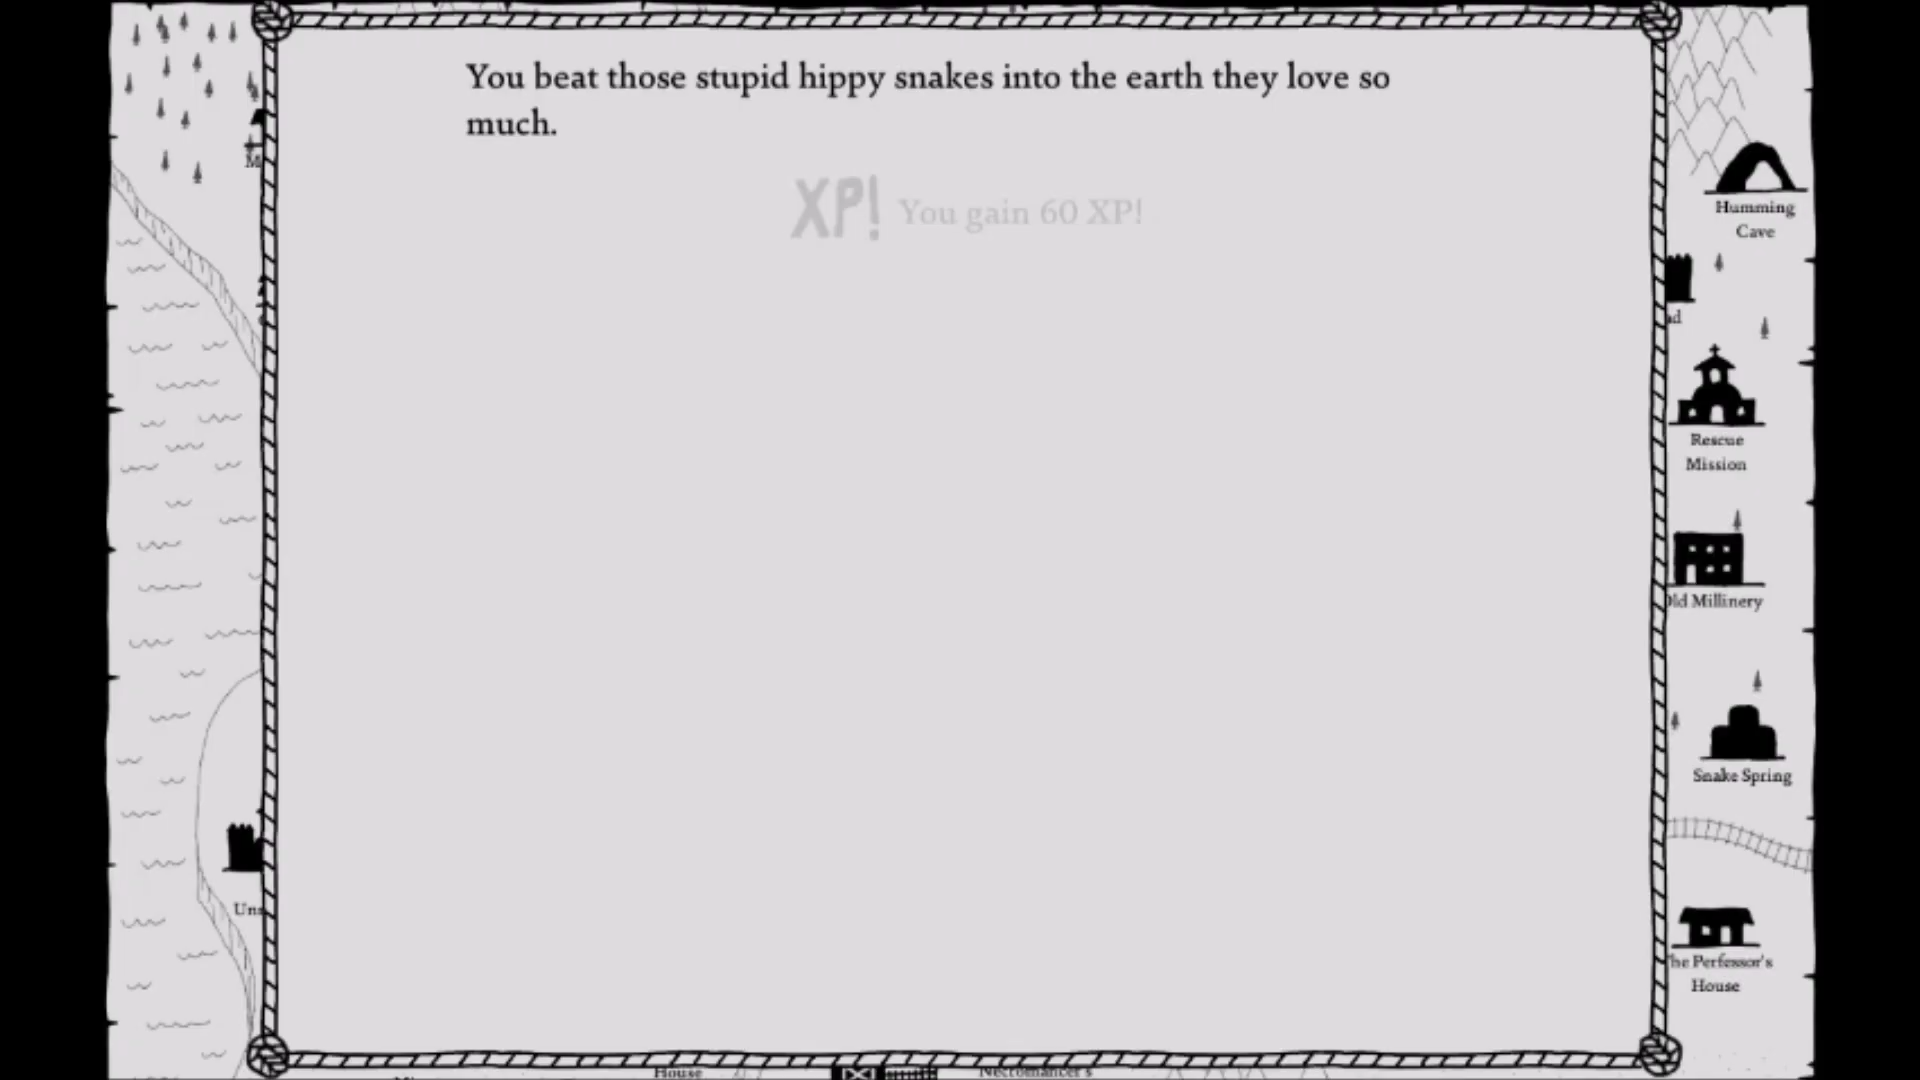 You beat those stupid hippy snakes into the earth they love so
much.
XP! You gain 60 XP!
Humming
Cave
Rescue
Mission
Old Millinery
Snake Spring
The Perfessor's
House
House
Necromancer's